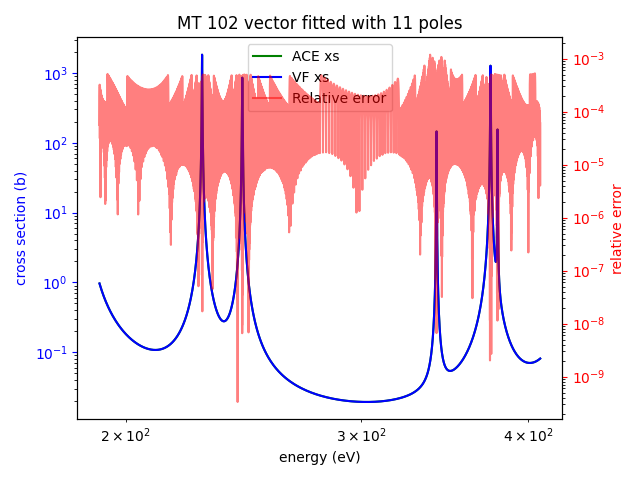 MT 102 vector fitted with 11 poles
ACE xs
VF xs
Relative error
cross section (b)
10³
10²
10¹
10⁰
10⁻¹
relative error
10⁻³
10⁻⁴
10⁻⁵
10⁻⁶
10⁻⁷
10⁻⁸
10⁻⁹
2 × 10² 3 × 10² 4 × 10²
energy (eV)